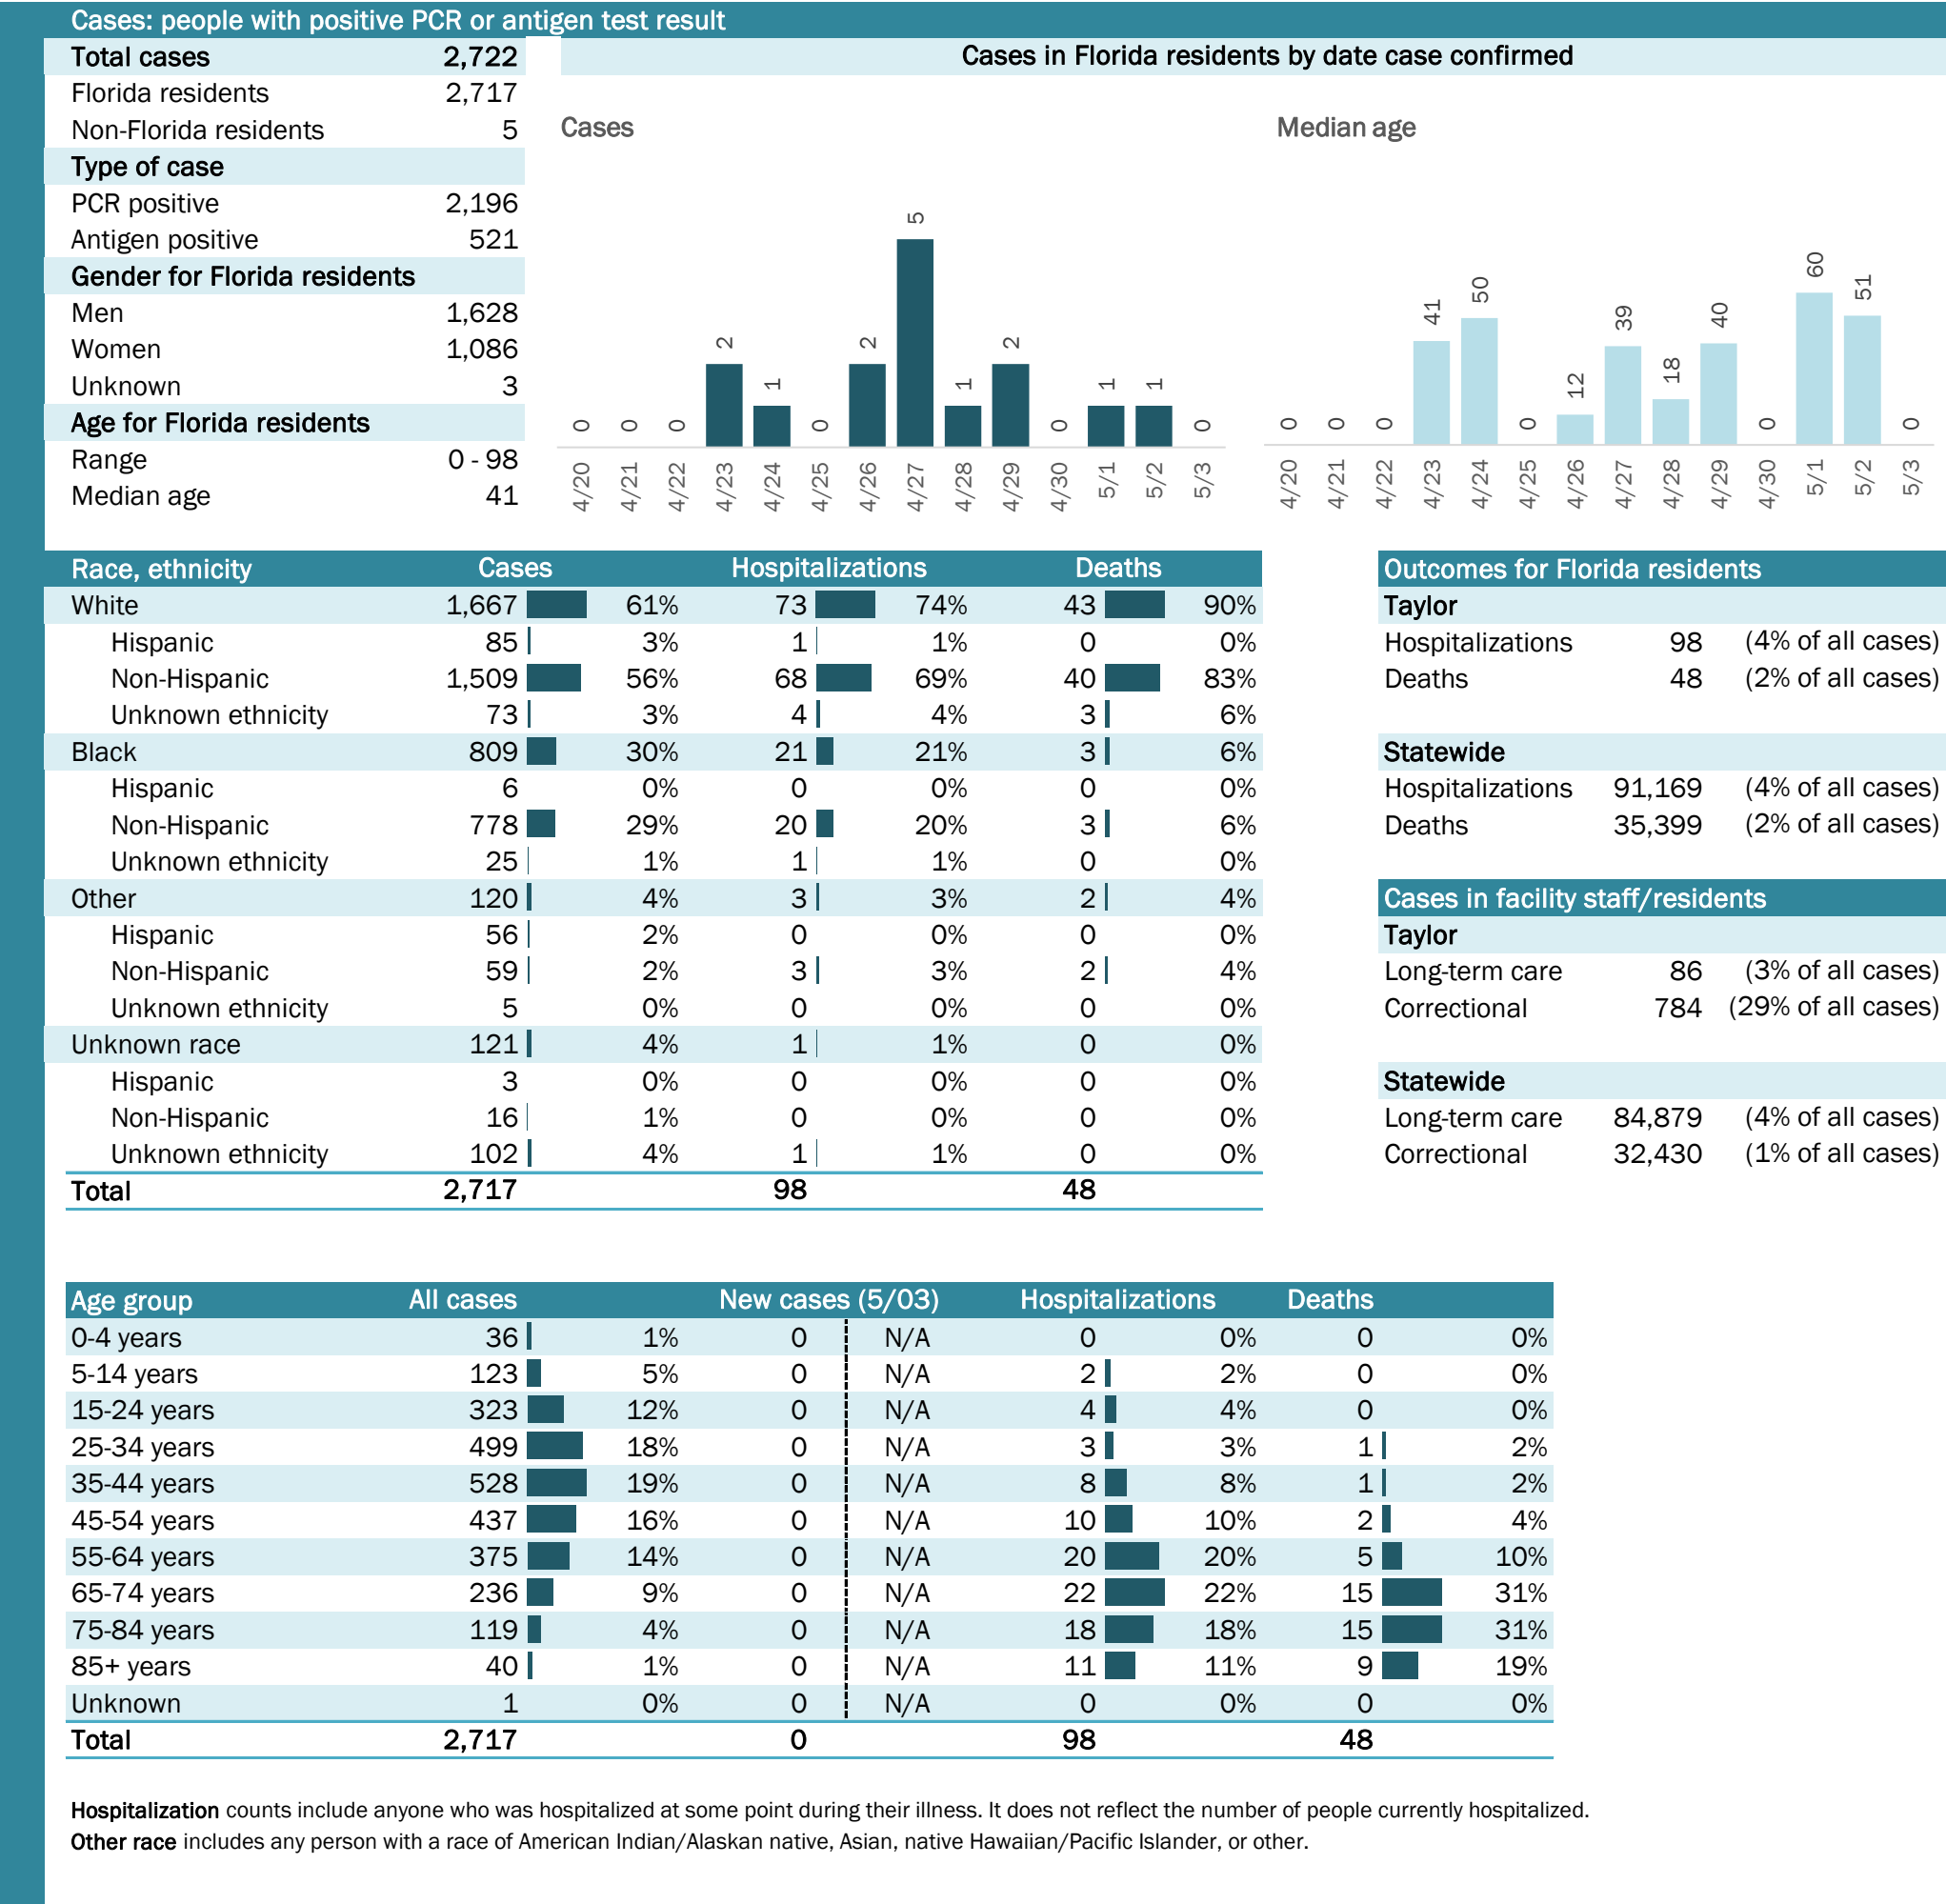 Cases: people with positive PCR or antigen test result
Total cases 2,722
Florida residents 2,717
Non-Florida residents 5
Type of case
PCR positive 2,196
Antigen positive 521
Gender for Florida residents
Men 1,628
Women 1,086
Unknown 3
Age for Florida residents
Range 0 - 98
Median age 41
Cases in Florida residents by date case confirmed
Cases
0 0 0 2 1 0 2 5 1 2 0 1 1 0
4/20 4/21 4/22 4/23 4/24 4/25 4/26 4/27 4/28 4/29 4/30 5/1 5/2 5/3
Median age
0 0 0 41 50 0 12 39 18 40 0 60 51 0
4/20 4/21 4/22 4/23 4/24 4/25 4/26 4/27 4/28 4/29 4/30 5/1 5/2 5/3
Race, ethnicity Cases Hospitalizations Deaths
White 1,667 61% 73 74% 43 90%
Hispanic 85 3% 1 1% 0 0%
Non-Hispanic 1,509 56% 68 69% 40 83%
Unknown ethnicity 73 3% 4 4% 3 6%
Black 809 30% 21 21% 3 6%
Hispanic 6 0% 0 0% 0 0%
Non-Hispanic 778 29% 20 20% 3 6%
Unknown ethnicity 25 1% 1 1% 0 0%
Other 120 4% 3 3% 2 4%
Hispanic 56 2% 0 0% 0 0%
Non-Hispanic 59 2% 3 3% 2 4%
Unknown ethnicity 5 0% 0 0% 0 0%
Unknown race 121 4% 1 1% 0 0%
Hispanic 3 0% 0 0% 0 0%
Non-Hispanic 16 1% 0 0% 0 0%
Unknown ethnicity 102 4% 1 1% 0 0%
Total 2,717 98 48
Outcomes for Florida residents
Taylor
Hospitalizations 98 (4% of all cases)
Deaths 48 (2% of all cases)
Statewide
Hospitalizations 91,169 (4% of all cases)
Deaths 35,399 (2% of all cases)
Cases in facility staff/residents
Taylor
Long-term care 86 (3% of all cases)
Correctional 784 (29% of all cases)
Statewide
Long-term care 84,879 (4% of all cases)
Correctional 32,430 (1% of all cases)
Age group All cases New cases (5/03) Hospitalizations Deaths
0-4 years 36 1% 0 N/A 0 0% 0 0%
5-14 years 123 5% 0 N/A 2 2% 0 0%
15-24 years 323 12% 0 N/A 4 4% 0 0%
25-34 years 499 18% 0 N/A 3 3% 1 2%
35-44 years 528 19% 0 N/A 8 8% 1 2%
45-54 years 437 16% 0 N/A 10 10% 2 4%
55-64 years 375 14% 0 N/A 20 20% 5 10%
65-74 years 236 9% 0 N/A 22 22% 15 31%
75-84 years 119 4% 0 N/A 18 18% 15 31%
85+ years 40 1% 0 N/A 11 11% 9 19%
Unknown 1 0% 0 N/A 0 0% 0 0%
Total 2,717 0 98 48
Hospitalization counts include anyone who was hospitalized at some point during their illness. It does not reflect the number of people currently hospitalized.
Other race includes any person with a race of American Indian/Alaskan native, Asian, native Hawaiian/Pacific Islander, or other.